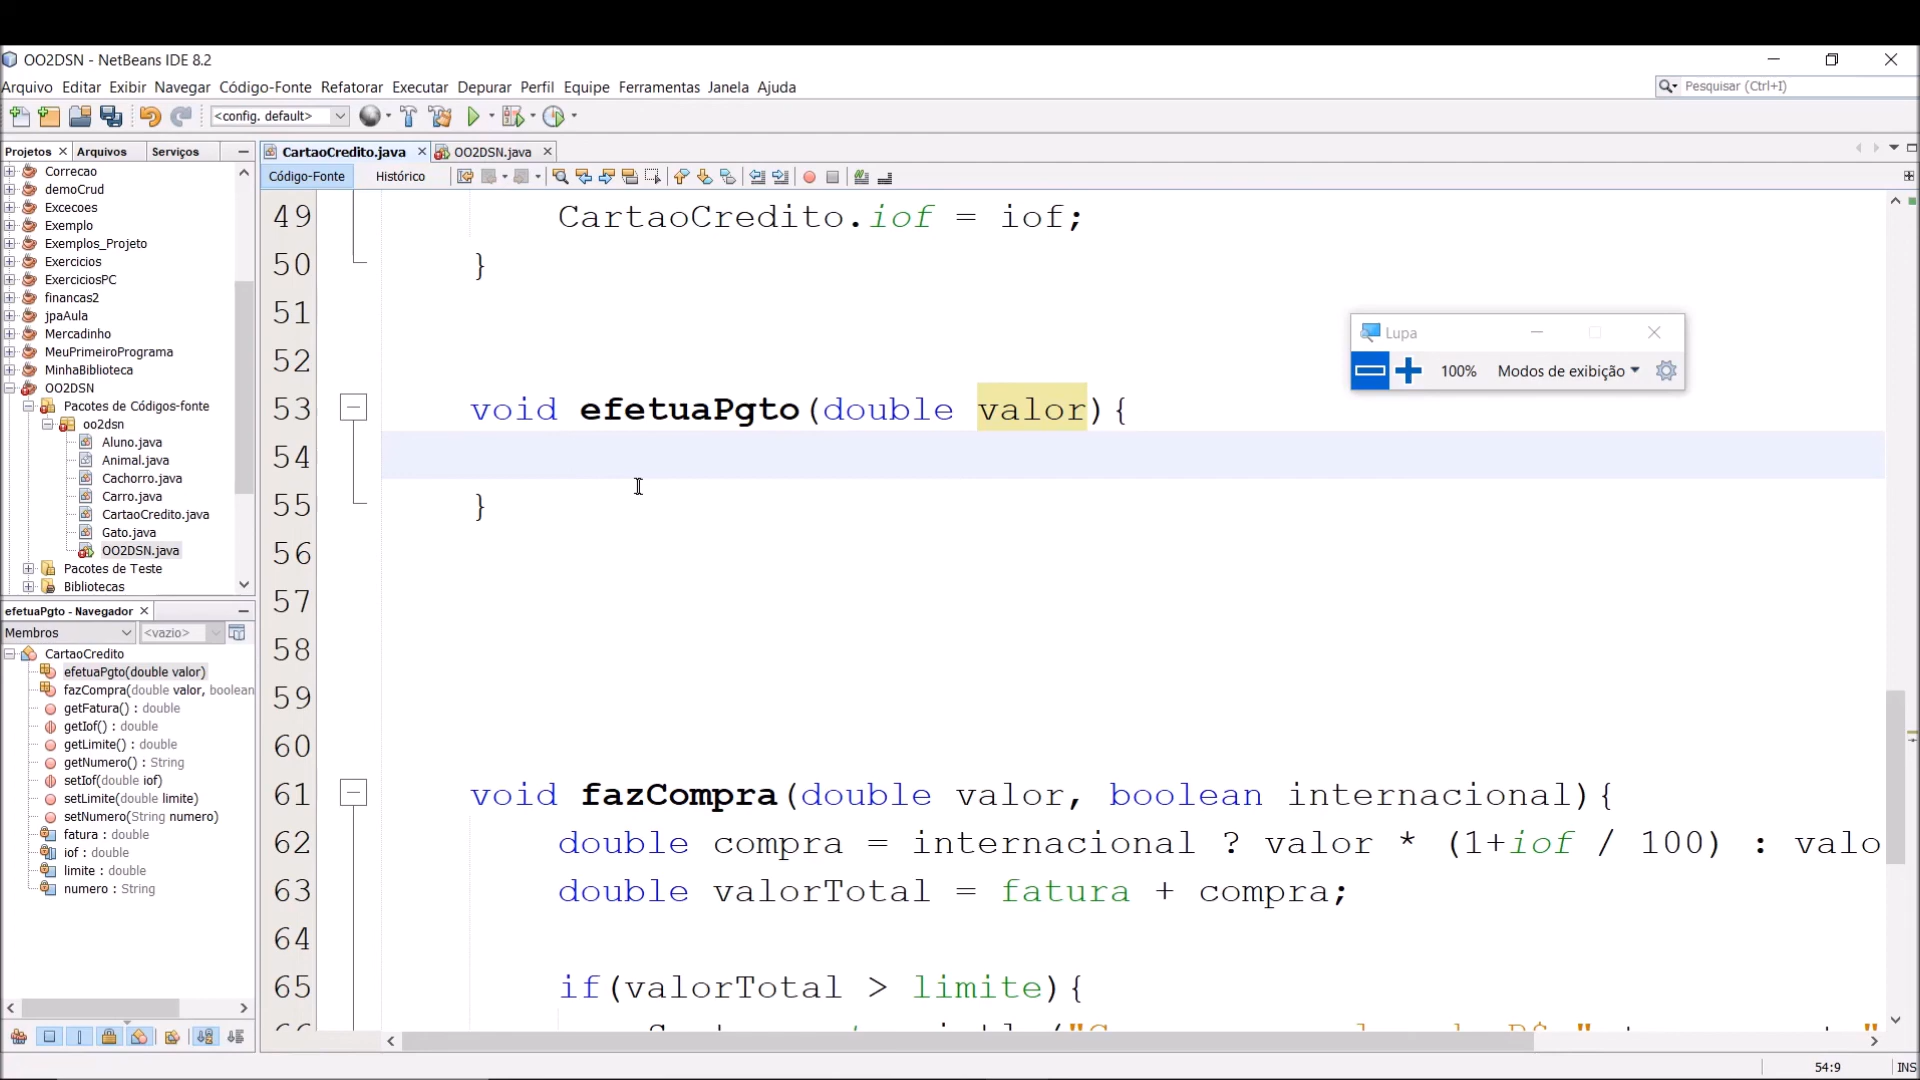 OO2DSN - NetBeans IDE 8.2
Arquivo Editar Exibir Navegar Código-Fonte Refatorar Executar Depurar Perfil Equipe Ferramentas Janela Ajuda
Pesquisar (Ctrl+I)
<config. default>
Projetos Arquivos Serviços
CartaoCredito.java OO2DSN.java
Código-Fonte Histórico
Correcao
demoCrud
Excecoes
Exemplo
Exemplos_Projeto
Exercicios
ExerciciosPC
financas2
jpaAula
Mercadinho
MeuPrimeiroPrograma
MinhaBiblioteca
OO2DSN
Pacotes de Códigos-fonte
oo2dsn
Aluno.java
Animal.java
Cachorro.java
Carro.java
CartaoCredito.java
Gato.java
OO2DSN.java
Pacotes de Teste
Bibliotecas
efetuaPgto - Navegador
Membros <vazio>
CartaoCredito
efetuaPgto(double valor)
fazCompra(double valor, boolean
getFatura() : double
getIof() : double
getLimite() : double
getNumero() : String
setIof(double iof)
setLimite(double limite)
setNumero(String numero)
fatura : double
iof : double
limite : double
numero : String
49 CartaoCredito.iof = iof;
50 }
51
52
53 void efetuaPgto(double valor){
54
55 }
56
57
58
59
60
61 void fazCompra(double valor, boolean internacional){
62 double compra = internacional ? valor * (1+iof / 100) : valo
63 double valorTotal = fatura + compra;
64
65 if(valorTotal > limite){
Lupa
100% Modos de exibição
54:9 INS